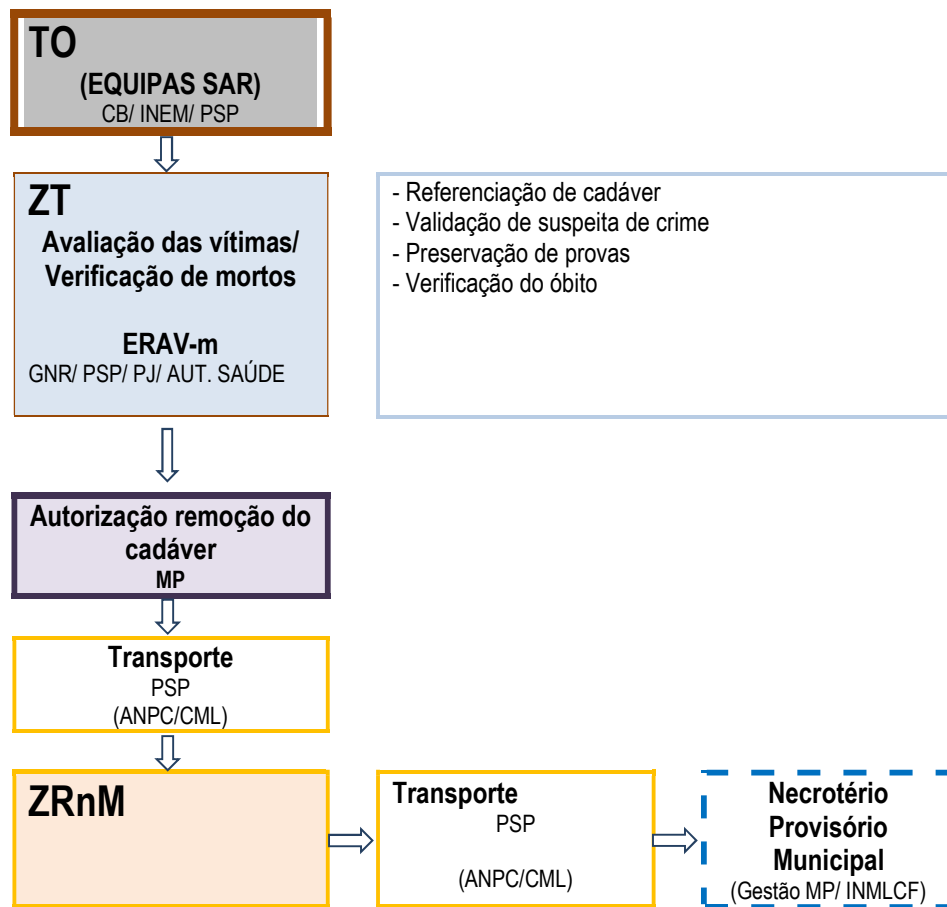 TO
(EQUIPAS SAR)
CB/ INEM/ PSP
ZT
Avaliação das vítimas/
Verificação de mortos
ERAV-m
GNR/ PSP/ PJ/ AUT. SAÚDE
- Referenciação de cadáver
- Validação de suspeita de crime
- Preservação de provas
- Verificação do óbito
Autorização remoção do
cadáver
MP
Transporte
PSP
(ANPC/CML)
ZRnM
Transporte
PSP
(ANPC/CML)
Necrotério
Provisório
Municipal
(Gestão MP/ INMLCF)